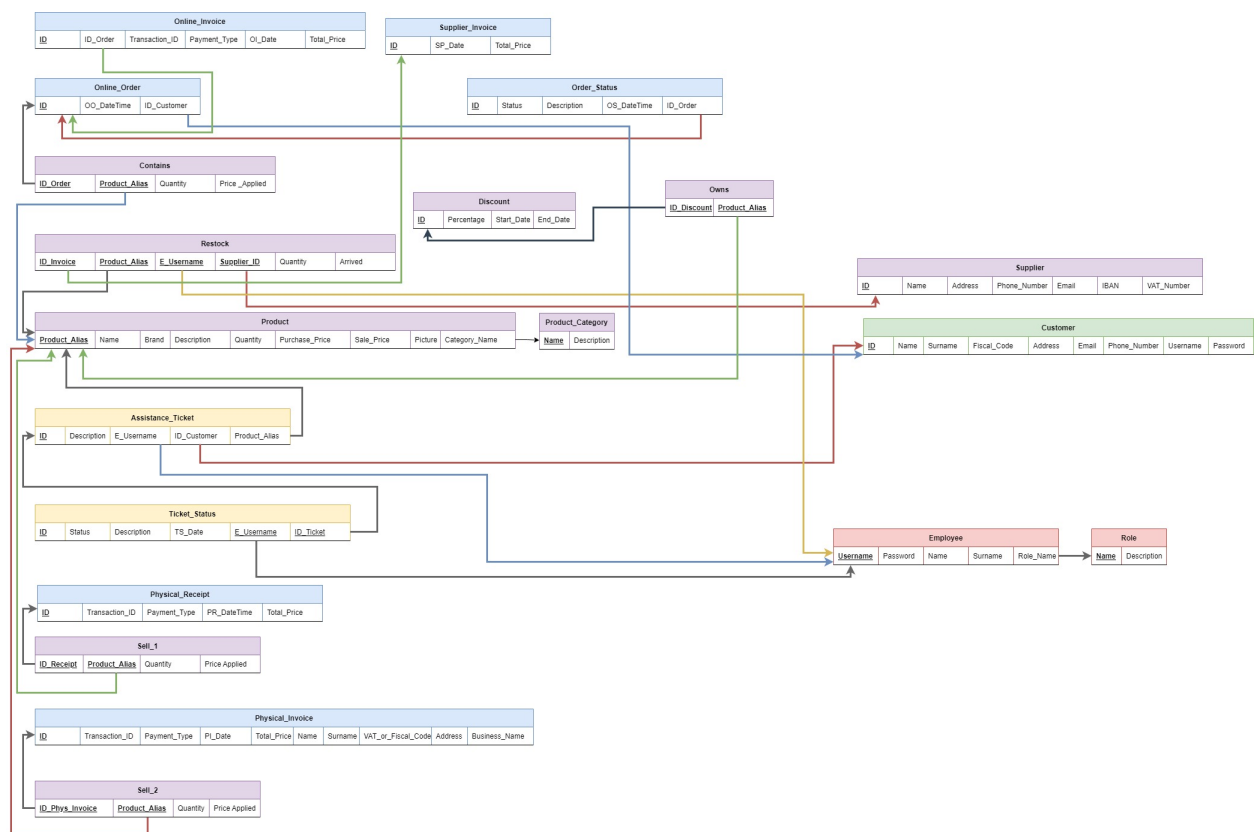 Online_Invoice
ID ID_Order Transaction_ID Payment_Type OI_Date Total_Price
Supplier_Invoice
ID SP_Date Total_Price
Online_Order
ID OO_DateTime ID_Customer
Order_Status
ID Status Description OS_DateTime ID_Order
Contains
ID_Order Product_Alias Quantity Price _Applied
Discount
ID Percentage Start_Date End_Date
Owns
ID_Discount Product_Alias
Restock
ID_Invoice Product_Alias E_Username Supplier_ID Quantity Arrived
Supplier
ID Name Address Phone_Number Email IBAN VAT_Number
Product
Product_Alias Name Brand Description Quantity Purchase_Price Sale_Price Picture Category_Name
Product_Category
Name Description
Customer
ID Name Surname Fiscal_Code Address Email Phone_Number Username Password
Assistance_Ticket
ID Description E_Username ID_Customer Product_Alias
Ticket_Status
ID Status Description TS_Date E_Username ID_Ticket
Employee
Username Password Name Surname Role_Name
Role
Name Description
Physical_Receipt
ID Transaction_ID Payment_Type PR_DateTime Total_Price
Sell_1
ID_Receipt Product_Alias Quantity Price Applied
Physical_Invoice
ID Transaction_ID Payment_Type PI_Date Total_Price Name Surname VAT_or_Fiscal_Code Address Business_Name
Sell_2
ID_Phys_Invoice Product_Alias Quantity Price Applied